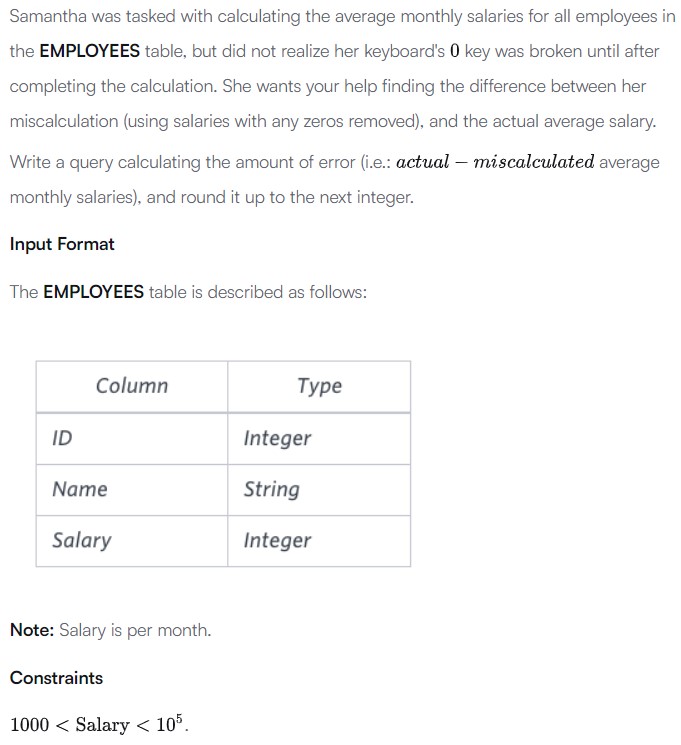 Samantha was tasked with calculating the average monthly salaries for all employees in
the EMPLOYEES table, but did not realize her keyboard's 0 key was broken until after
completing the calculation. She wants your help finding the difference between her
miscalculation (using salaries with any zeros removed), and the actual average salary.
Write a query calculating the amount of error (i.e.: actual − miscalculated average
monthly salaries), and round it up to the next integer.
Input Format
The EMPLOYEES table is described as follows:
Column Type
ID Integer
Name String
Salary Integer
Note: Salary is per month.
Constraints
1000 < Salary < 10⁵.